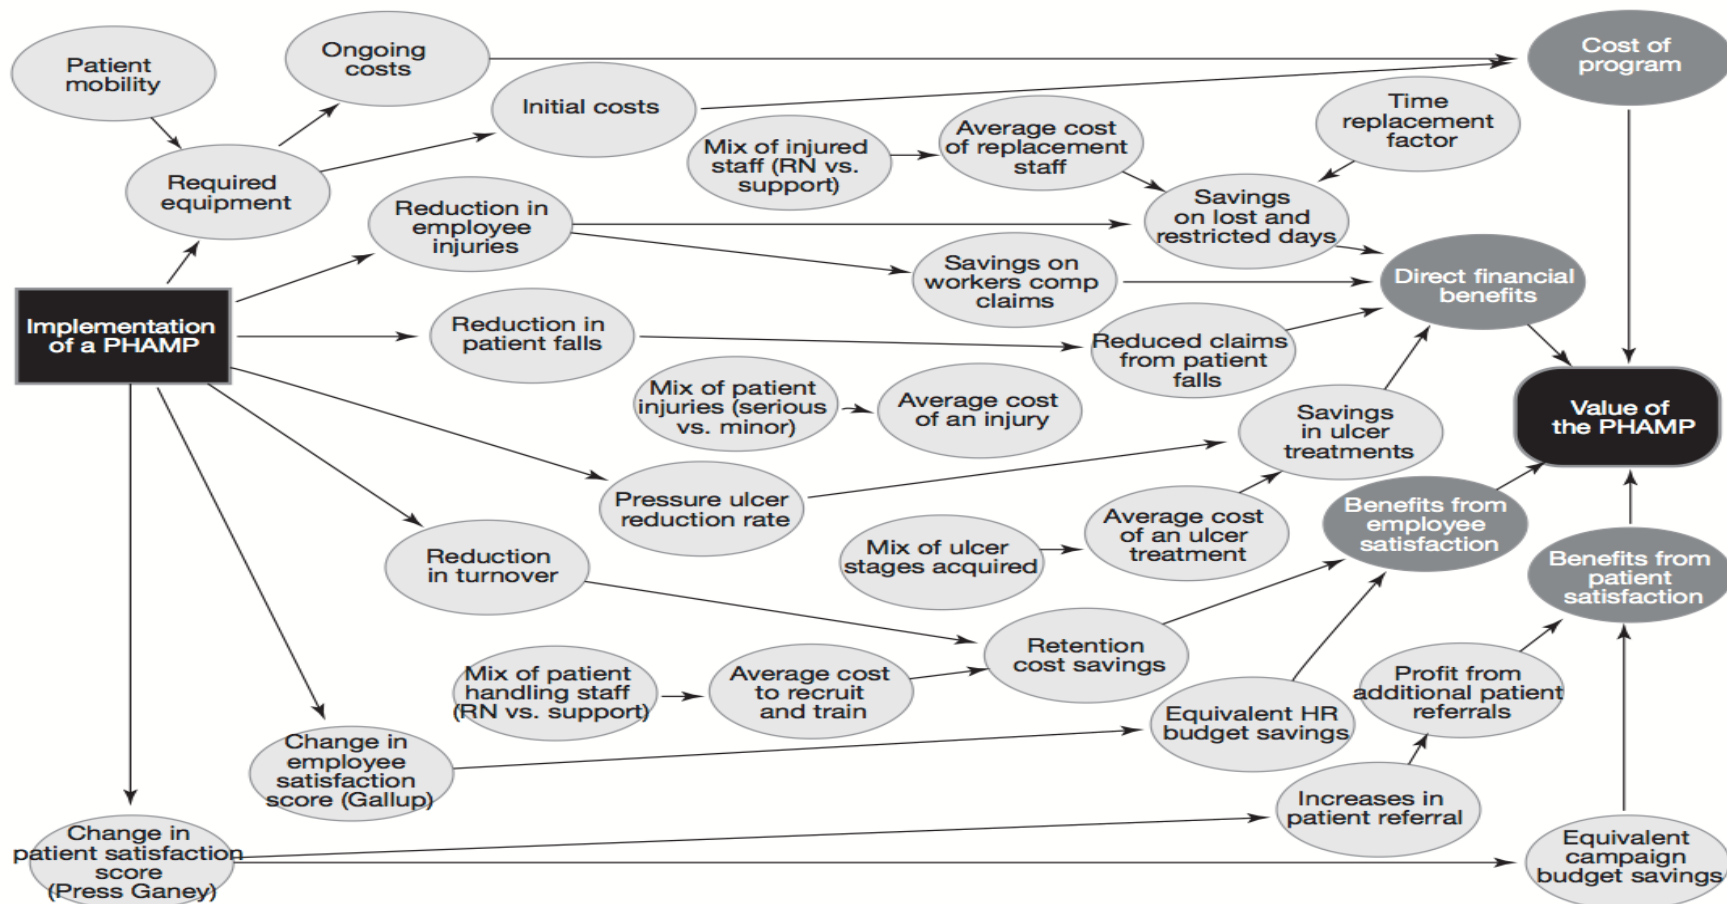 Patient
mobility
Ongoing
costs
Cost of
program
Initial costs
Time
replacement
factor
Mix of injured
staff (RN vs.
support)
Average cost
of replacement
staff
Required
equipment
Reduction in
employee
injuries
Savings
on lost and
restricted days
Savings on
workers comp
claims
Direct financial
benefits
Implementation
of a PHAMP
Reduction in
patient falls
Reduced claims
from patient
falls
Mix of patient
injuries (serious
vs. minor)
Average cost
of an injury
Savings
in ulcer
treatments
Value of
the PHAMP
Pressure ulcer
reduction rate
Average cost
of an ulcer
treatment
Benefits from
employee
satisfaction
Reduction
in turnover
Mix of ulcer
stages acquired
Benefits from
patient
satisfaction
Retention
cost savings
Mix of patient
handling staff
(RN vs. support)
Average cost
to recruit
and train
Profit from
additional patient
referrals
Equivalent HR
budget savings
Change in
employee
satisfaction
score (Gallup)
Increases in
patient referral
Change in
patient satisfaction
score
(Press Ganey)
Equivalent
campaign
budget savings